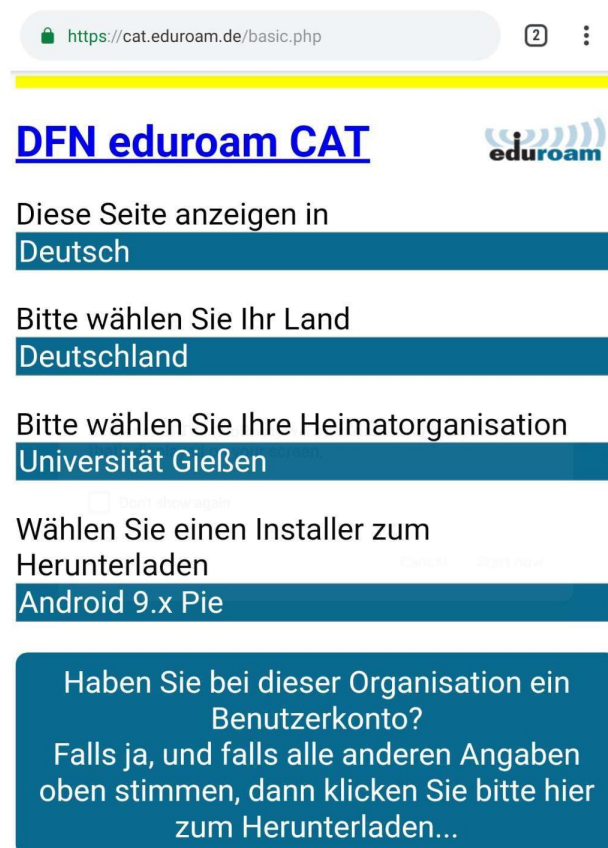 https://cat.eduroam.de/basic.php
2
DFN eduroam CAT
eduroam
Diese Seite anzeigen in
Deutsch
Bitte wählen Sie Ihr Land
Deutschland
Bitte wählen Sie Ihre Heimatorganisation
Universität Gießen
Don't show again
Wählen Sie einen Installer zum
Herunterladen
Android 9.x Pie
Haben Sie bei dieser Organisation ein
Benutzerkonto?
Falls ja, und falls alle anderen Angaben
oben stimmen, dann klicken Sie bitte hier
zum Herunterladen...